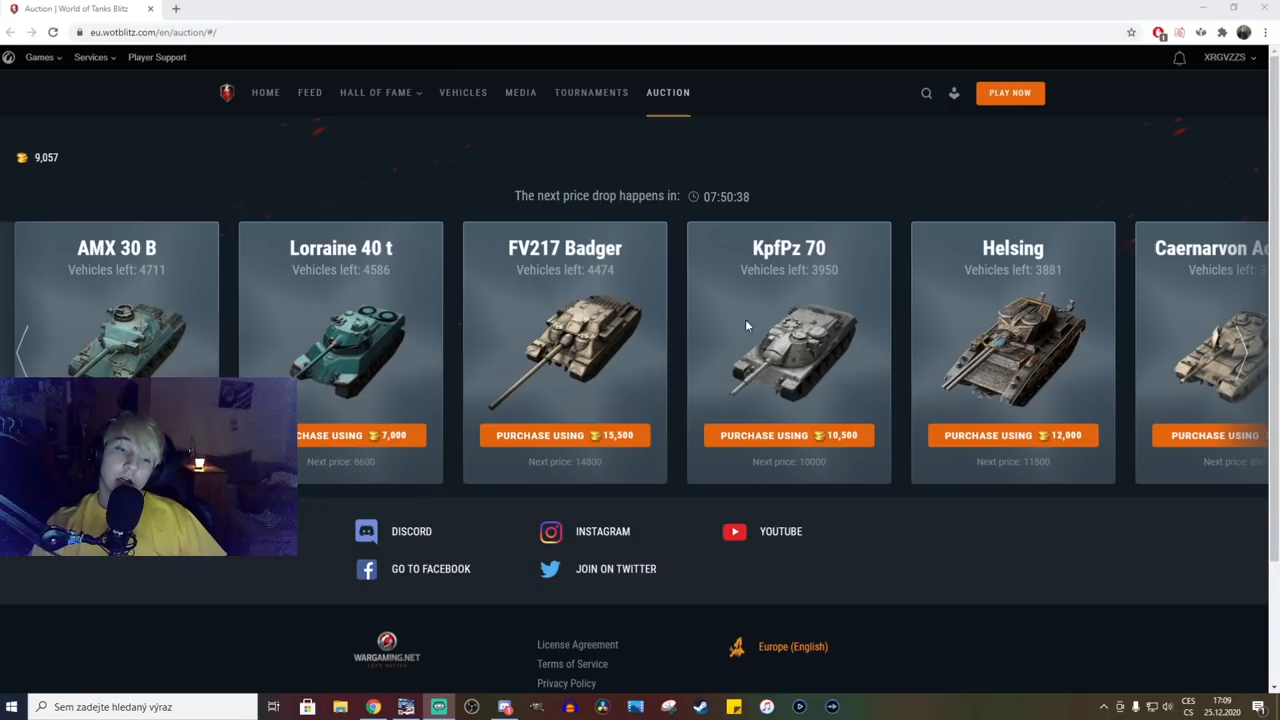 Auction | World of Tanks Blitz
eu.wotblitz.com/en/auction/#/
Games
Services
Player Support
XRGVZZS
HOME
FEED
HALL OF FAME
VEHICLES
MEDIA
TOURNAMENTS
AUCTION
PLAY NOW
9,057
The next price drop happens in: 07:50:38
AMX 30 B
Vehicles left: 4711
Lorraine 40 t
Vehicles left: 4586
CHASE USING 7,000
Next price: 6600
FV217 Badger
Vehicles left: 4474
PURCHASE USING 15,500
Next price: 14800
KpfPz 70
Vehicles left: 3950
PURCHASE USING 10,500
Next price: 10000
Helsing
Vehicles left: 3881
PURCHASE USING 12,000
Next price: 11500
Caernarvon
Vehicles left:
PURCHASE USING
Next price:
DISCORD
INSTAGRAM
YOUTUBE
GO TO FACEBOOK
JOIN ON TWITTER
WARGAMING.NET
LET'S BATTLE
License Agreement
Terms of Service
Privacy Policy
Europe (English)
Sem zadejte hledaný výraz
CES
CS
17:09
25.12.2020